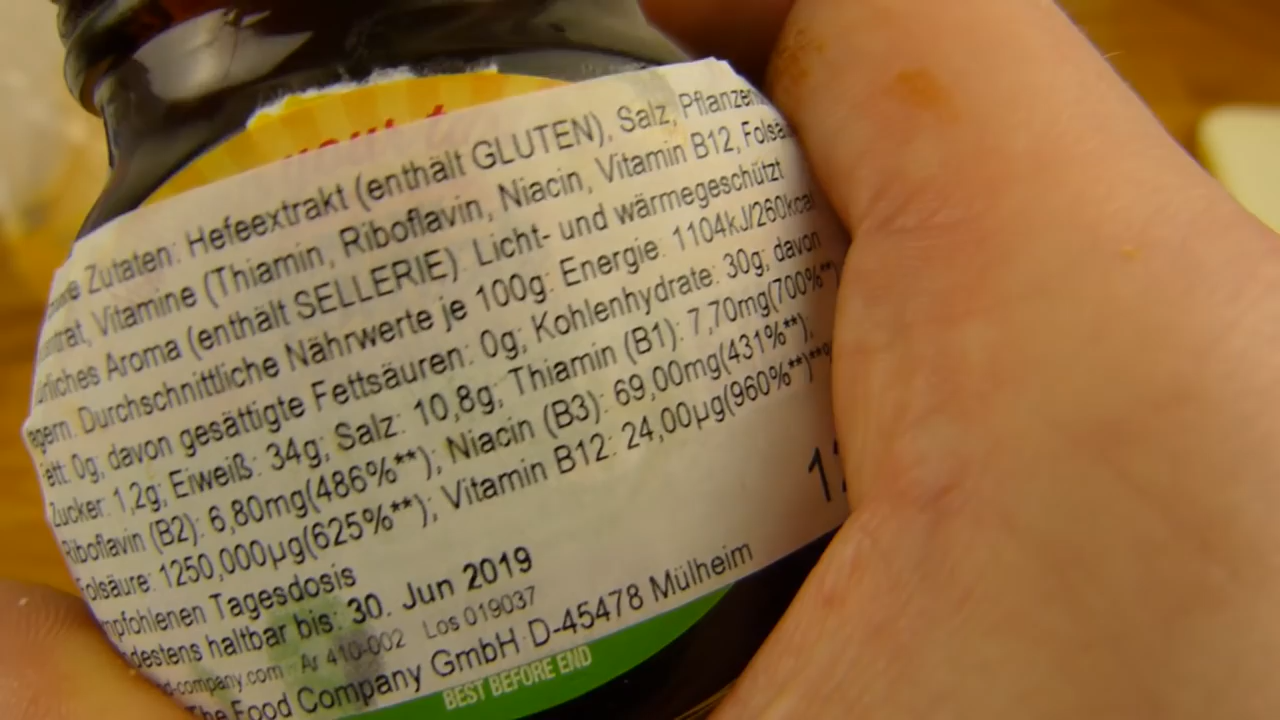 Zutaten: Hefeextrakt (enthält GLUTEN), Salz, Pflanzen
Vitamine (Thiamin, Riboflavin, Niacin, Vitamin B12, Folsä
rliches Aroma (enthält SELLERIE). Licht- und wärmegeschützt
agern. Durchschnittliche Nährwerte je 100g: Energie: 1104kJ/260kcal
Fett: 0g; davon gesättigte Fettsäuren: 0g; Kohlenhydrate: 30g; davon
Zucker: 1,2g; Eiweiß: 34g; Salz: 10,8g; Thiamin (B1): 7,70mg(700%**)
Riboflavin (B2): 6,80mg(486%**); Niacin (B3): 69,00mg(431%**);
Folsäure: 1250,000µg(625%**); Vitamin B12: 24,00µg(960%**)
mpfohlenen Tagesdosis
destens haltbar bis: 30. Jun 2019
d-company.com Ar 410-002 Los 019037
The Food Company GmbH D-45478 Mülheim
BEST BEFORE END